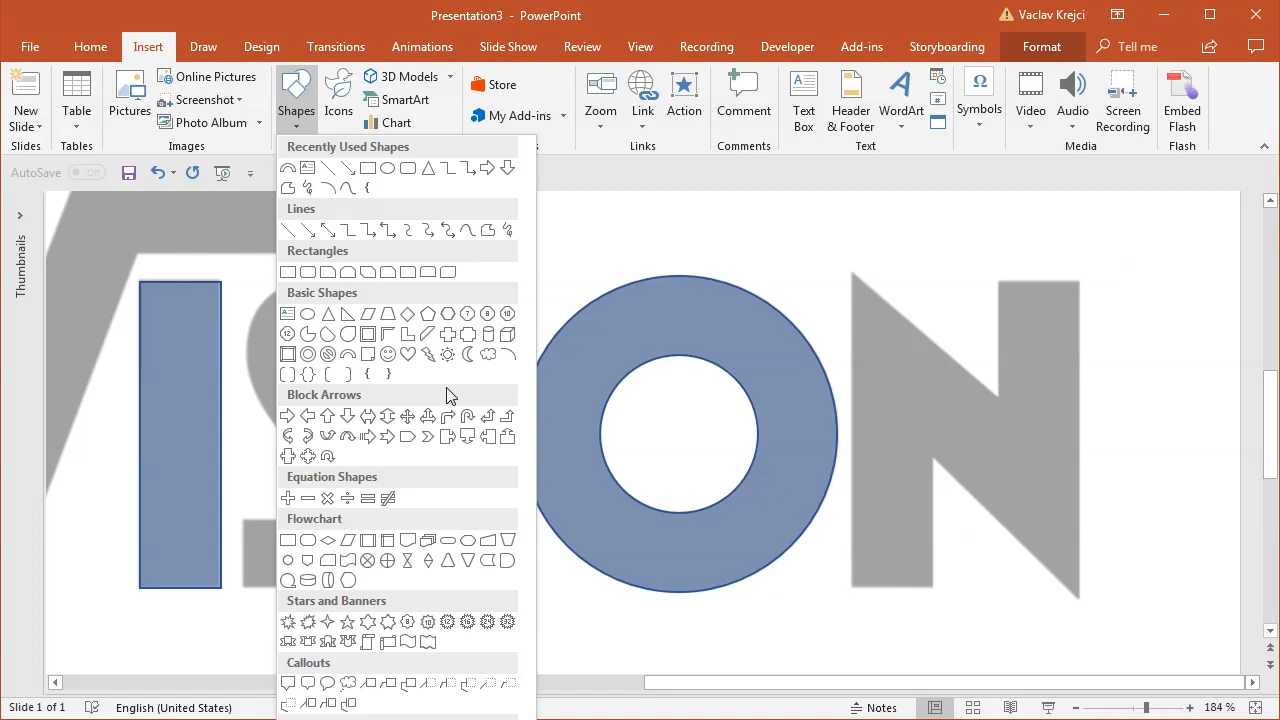 Presentation3 - PowerPoint
Vaclav Krejci
File Home Insert Draw Design Transitions Animations Slide Show Review View Recording Developer Add-ins Storyboarding Format Tell me
New Slide
Table
Pictures
Online Pictures
Screenshot
Photo Album
Shapes
Icons
3D Models
SmartArt
Chart
Store
My Add-ins
Zoom
Link
Action
Comment
Text Box
Header & Footer
WordArt
Symbols
Video
Audio
Screen Recording
Embed Flash
Slides Tables Images Links Comments Text Media Flash
AutoSave Off
Thumbnails
Recently Used Shapes
Lines
Rectangles
Basic Shapes
Block Arrows
Equation Shapes
Flowchart
Stars and Banners
Callouts
I
O
N
Slide 1 of 1 English (United States) Notes 184 %